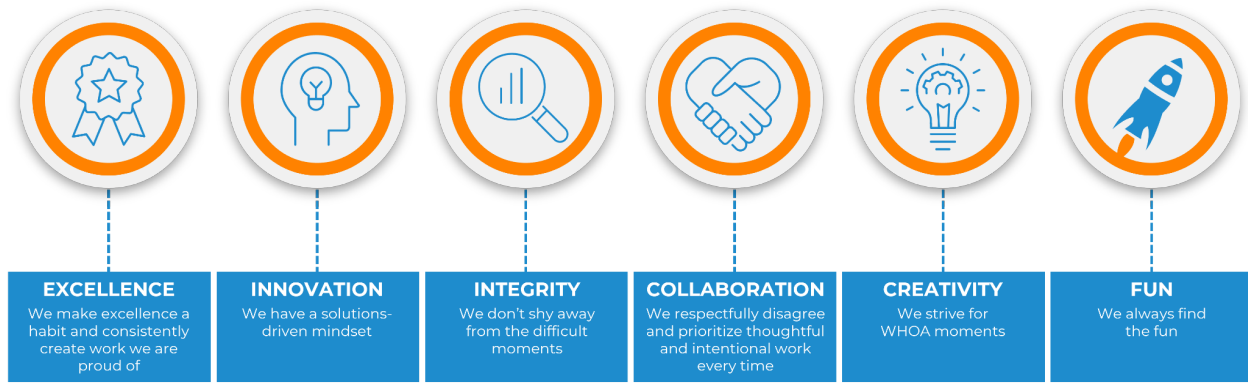 EXCELLENCE
We make excellence a
habit and consistently
create work we are
proud of
INNOVATION
We have a solutions-
driven mindset
INTEGRITY
We don’t shy away
from the difficult
moments
COLLABORATION
We respectfully disagree
and prioritize thoughtful
and intentional work
every time
CREATIVITY
We strive for
WHOA moments
FUN
We always find
the fun